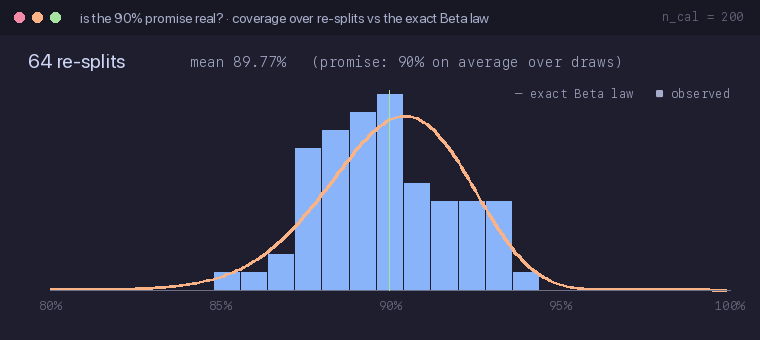 is the 90% promise real? · coverage over re-splits vs the exact Beta law
n_cal = 200
64 re-splits
mean 89.77%
(promise: 90% on average over draws)
— exact Beta law
observed
80%
85%
90%
95%
100%